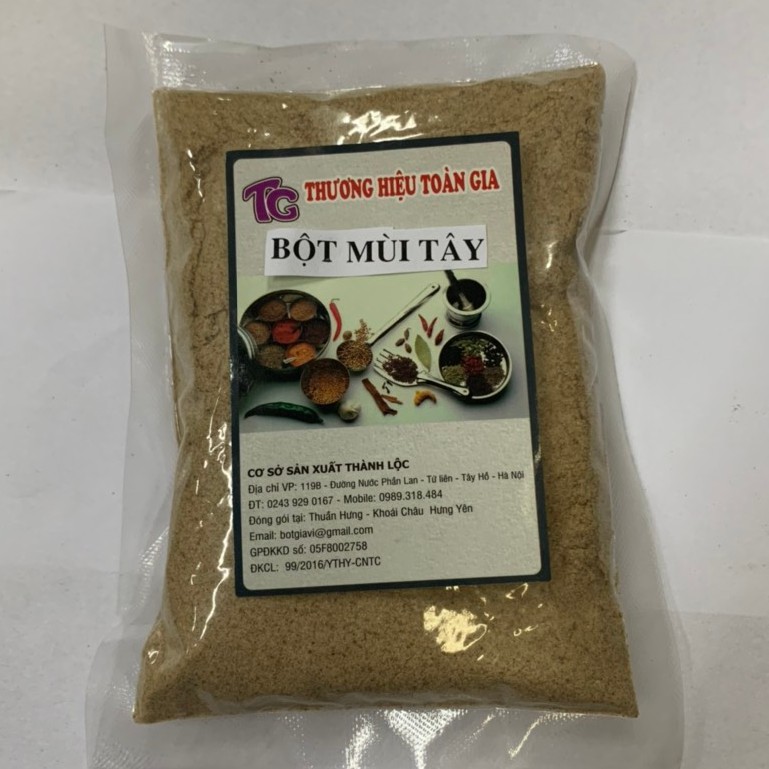 TG THƯƠNG HIỆU TOÀN GIA
BỘT MÙI TÂY
CƠ SỞ SẢN XUẤT THÀNH LỘC
Địa chỉ VP: 119B - Đường Nước Phần Lan - Tứ liên - Tây Hồ - Hà Nội
ĐT: 0243 929 0167 - Mobile: 0989.318.484
Đóng gói tại: Thuần Hưng - Khoái Châu Hưng Yên
Email: botgiavi@gmail.com
GPĐKKD số: 05F8002758
ĐKCL: 99/2016/YTHY-CNTC